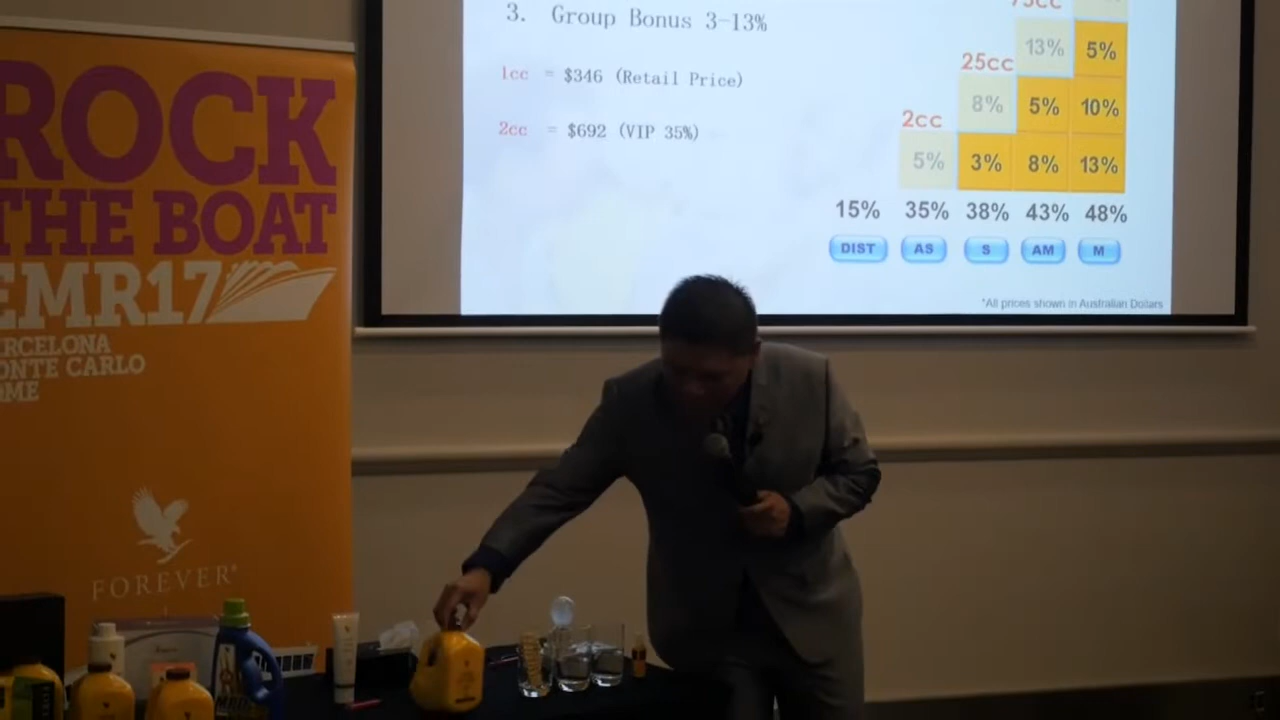 ROCK
THE BOAT
EMR17
RCELONA
ONTE CARLO
OME
FOREVER
3. Group Bonus 3-13%
1cc = $346 (Retail Price)
2cc = $692 (VIP 35%)
75cc
13% 5%
25cc
8% 5% 10%
2cc
5% 3% 8% 13%
15% 35% 38% 43% 48%
DIST AS S AM M
*All prices shown in Australian Dollars